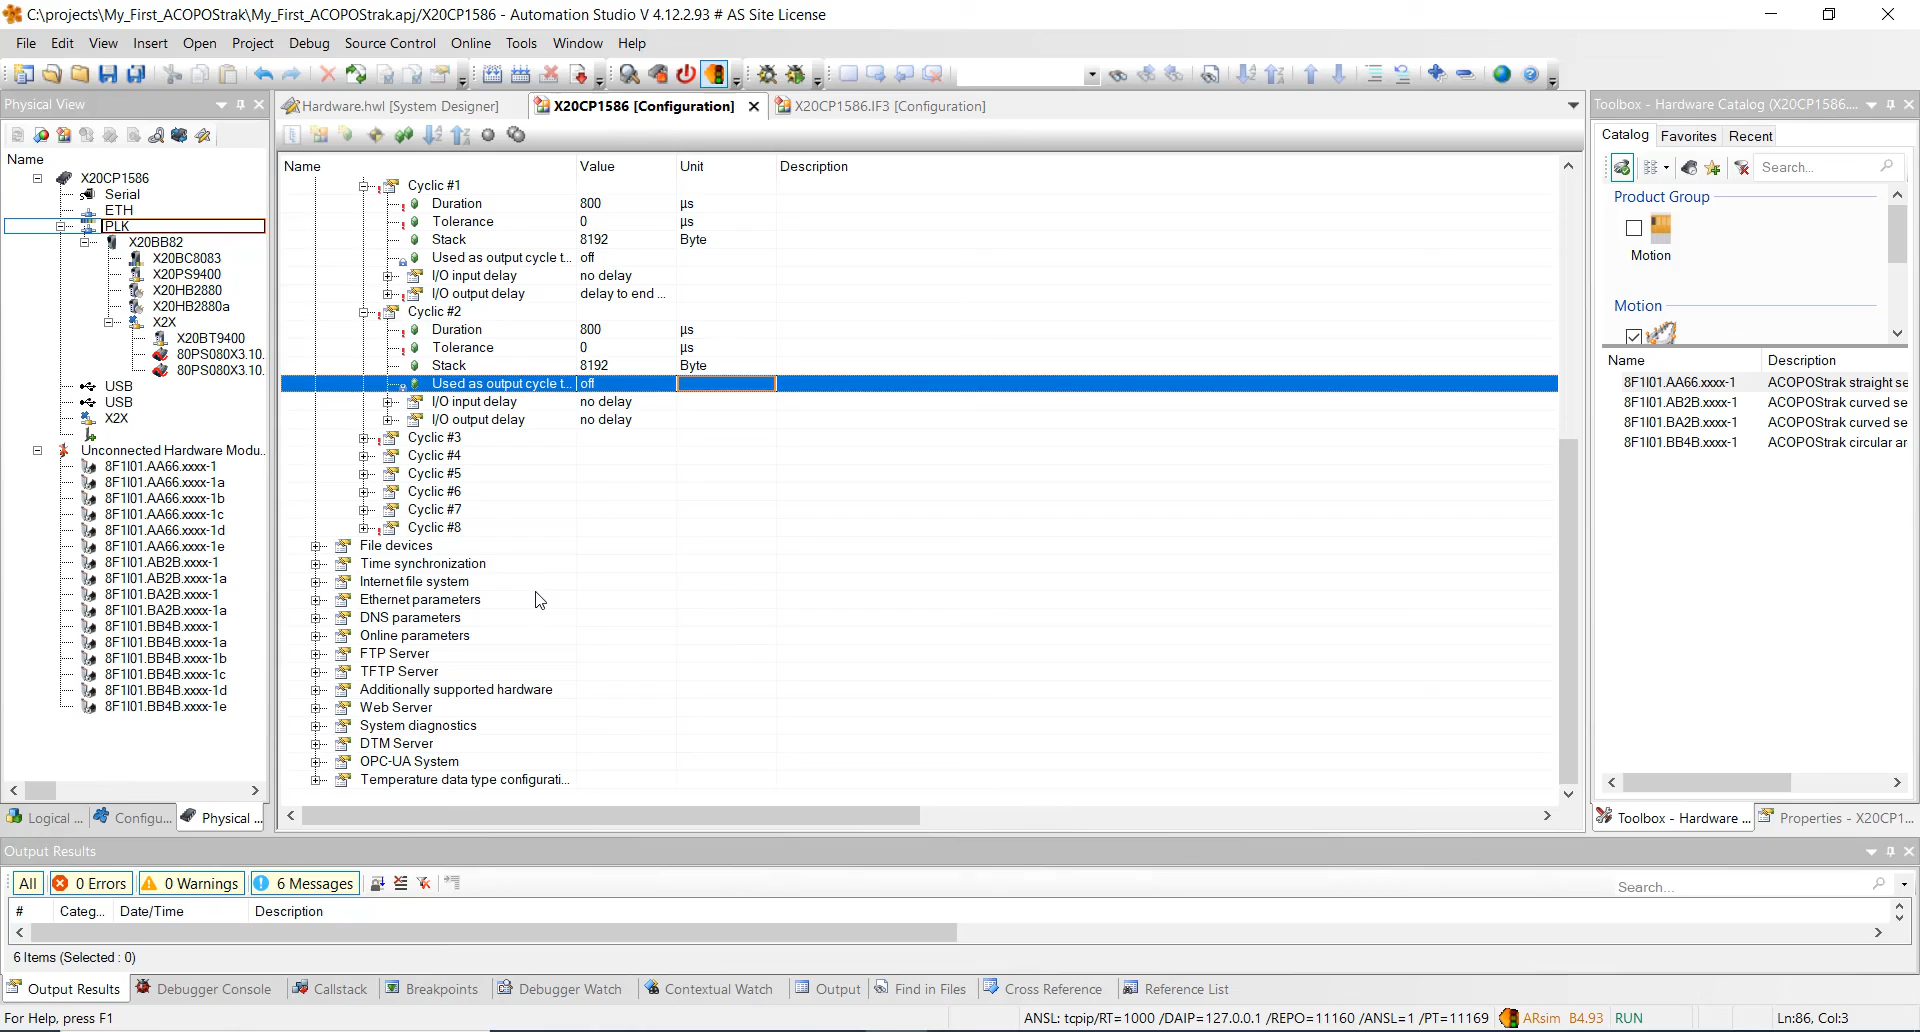 C:\projects\My_First_ACOPOStrak\My_First_ACOPOStrak.apj/X20CP1586 - Automation Studio V 4.12.2.93 # AS Site License
File Edit View Insert Open Project Debug Source Control Online Tools Window Help
Physical View
Name
X20CP1586
Serial
ETH
PLK
X20BB82
X20BC8083
X20PS9400
X20HB2880
X20HB2880a
X2X
X20BT9400
80PS080X3.10.
80PS080X3.10.
USB
USB
X2X
Unconnected Hardware Modu..
8F1I01.AA66.xxxx-1
8F1I01.AA66.xxxx-1a
8F1I01.AA66.xxxx-1b
8F1I01.AA66.xxxx-1c
8F1I01.AA66.xxxx-1d
8F1I01.AA66.xxxx-1e
8F1I01.AB2B.xxxx-1
8F1I01.AB2B.xxxx-1a
8F1I01.BA2B.xxxx-1
8F1I01.BA2B.xxxx-1a
8F1I01.BB4B.xxxx-1
8F1I01.BB4B.xxxx-1a
8F1I01.BB4B.xxxx-1b
8F1I01.BB4B.xxxx-1c
8F1I01.BB4B.xxxx-1d
8F1I01.BB4B.xxxx-1e
Logical ... Configu... Physical ...
Hardware.hwl [System Designer] X20CP1586 [Configuration] X20CP1586.IF3 [Configuration]
Name Value Unit Description
Cyclic #1
Duration 800 µs
Tolerance 0 µs
Stack 8192 Byte
Used as output cycle t... off
I/O input delay no delay
I/O output delay delay to end ...
Cyclic #2
Duration 800 µs
Tolerance 0 µs
Stack 8192 Byte
Used as output cycle t... off
I/O input delay no delay
I/O output delay no delay
Cyclic #3
Cyclic #4
Cyclic #5
Cyclic #6
Cyclic #7
Cyclic #8
File devices
Time synchronization
Internet file system
Ethernet parameters
DNS parameters
Online parameters
FTP Server
TFTP Server
Additionally supported hardware
Web Server
System diagnostics
DTM Server
OPC-UA System
Temperature data type configurati...
Toolbox - Hardware Catalog (X20CP1586....
Catalog Favorites Recent
Search...
Product Group
Motion
Motion
Name Description
8F1I01.AA66.xxxx-1 ACOPOStrak straight se
8F1I01.AB2B.xxxx-1 ACOPOStrak curved se
8F1I01.BA2B.xxxx-1 ACOPOStrak curved se
8F1I01.BB4B.xxxx-1 ACOPOStrak circular ar
Toolbox - Hardware ... Properties - X20CP1...
Output Results
All 0 Errors 0 Warnings 6 Messages
Search...
# Categ... Date/Time Description
6 Items (Selected : 0)
Output Results Debugger Console Callstack Breakpoints Debugger Watch Contextual Watch Output Find in Files Cross Reference Reference List
For Help, press F1 ANSL: tcpip/RT=1000 /DAIP=127.0.0.1 /REPO=11160 /ANSL=1 /PT=11169 ARsim B4.93 RUN Ln:86, Col:3